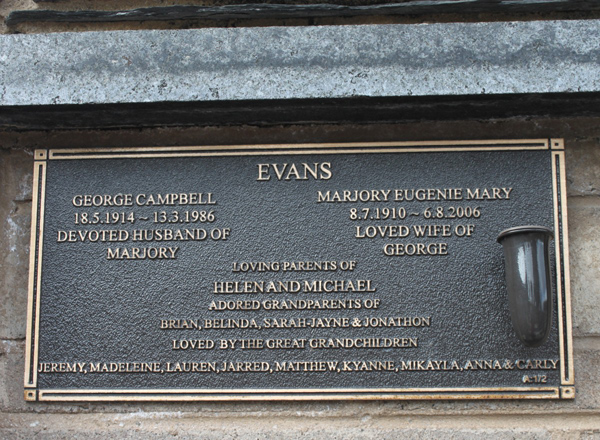 EVANS
GEORGE CAMPBELL
18.5.1914 ~ 13.3.1986
DEVOTED HUSBAND OF
MARJORY
MARJORY EUGENIE MARY
8.7.1910 ~ 6.8.2006
LOVED WIFE OF
GEORGE
LOVING PARENTS OF
HELEN AND MICHAEL
ADORED GRANDPARENTS OF
BRIAN, BELINDA, SARAH-JAYNE & JONATHON
LOVED BY THE GREAT GRANDCHILDREN
JEREMY, MADELEINE, LAUREN, JARRED, MATTHEW, KYANNE, MIKAYLA, ANNA & CARLY
A:172